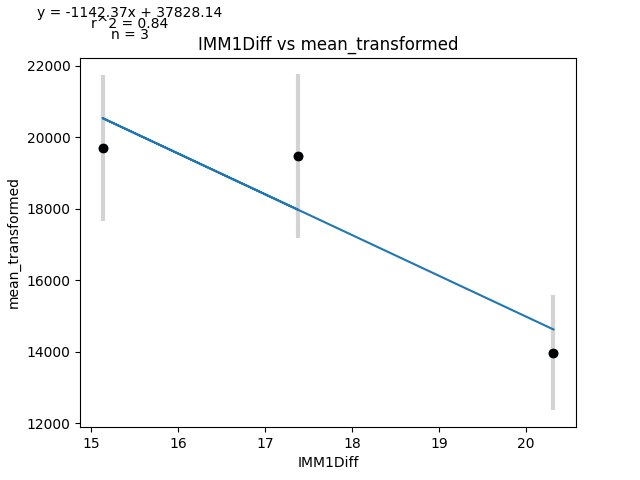 y = -1142.37x + 37828.14
r^2 = 0.84
n = 3
IMM1Diff vs mean_transformed
22000
20000
18000
16000
14000
12000
mean_transformed
15 16 17 18 19 20
IMM1Diff